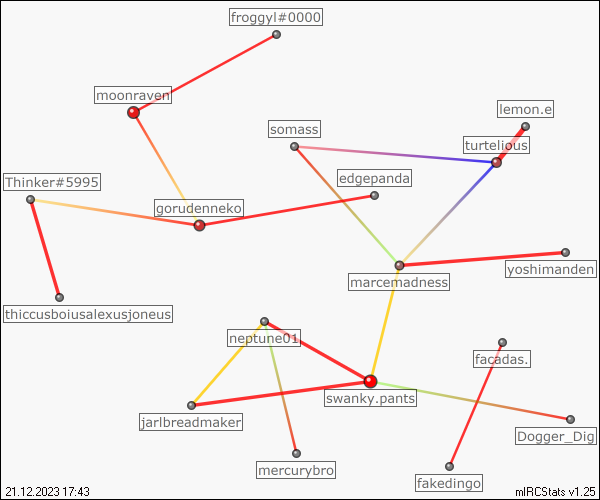 froggyl#0000
moonraven
lemon.e
somass
turtelious
edgepanda
Thinker#5995
gorudenneko
yoshimanden
marcemadness
thiccusboiusalexusjoneus
neptune01
façadas.
swanky.pants
jarlbreadmaker
Dogger_Dig
mercurybro
fakedingo
21.12.2023 17:43
mIRCStats v1.25